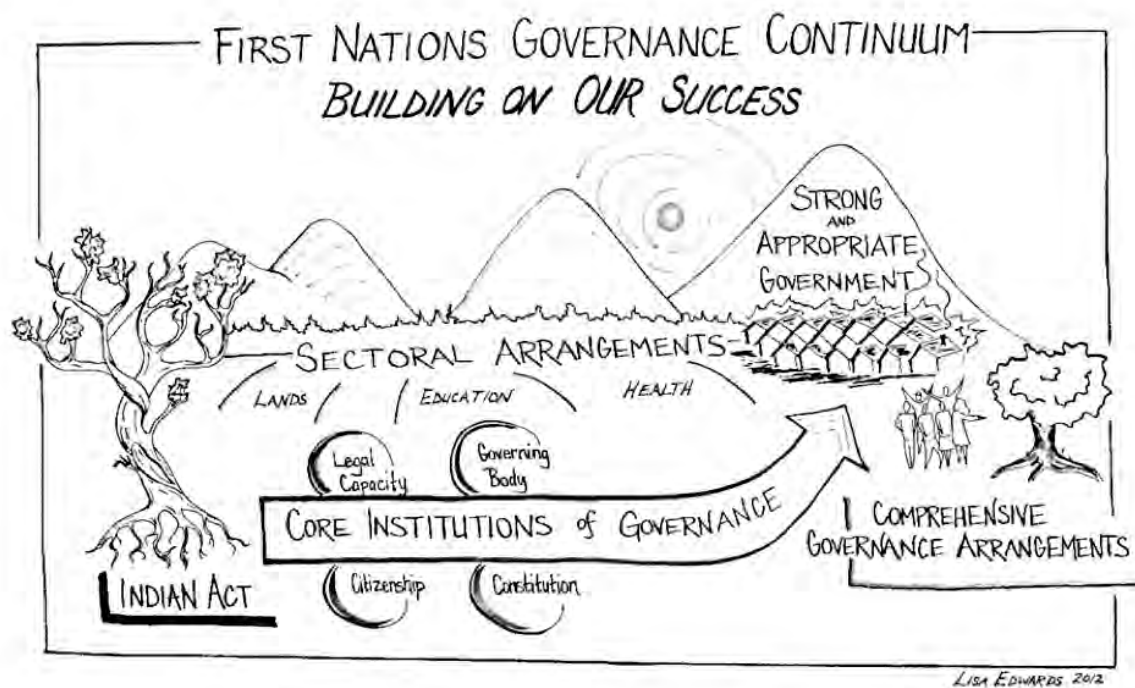 FIRST NATIONS GOVERNANCE CONTINUUM
BUILDING ON OUR SUCCESS
STRONG
AND
APPROPRIATE
GOVERNMENT
SECTORAL ARRANGEMENTS
LANDS
EDUCATION
HEALTH
Legal
Capacity
Governing
Body
CORE INSTITUTIONS of GOVERNANCE
Citizenship
Constitution
INDIAN ACT
COMPREHENSIVE
GOVERNANCE ARRANGEMENTS
LISA EDWARDS 2012